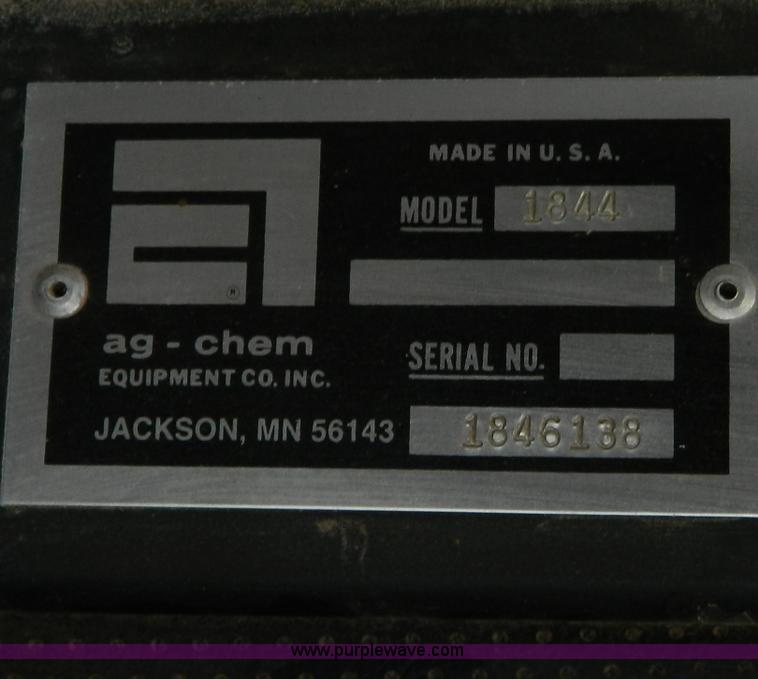 MADE IN U. S. A.
MODEL 1844
®
ag - chem
EQUIPMENT CO. INC.
SERIAL NO.
JACKSON, MN 56143
1846138
www.purplewave.com